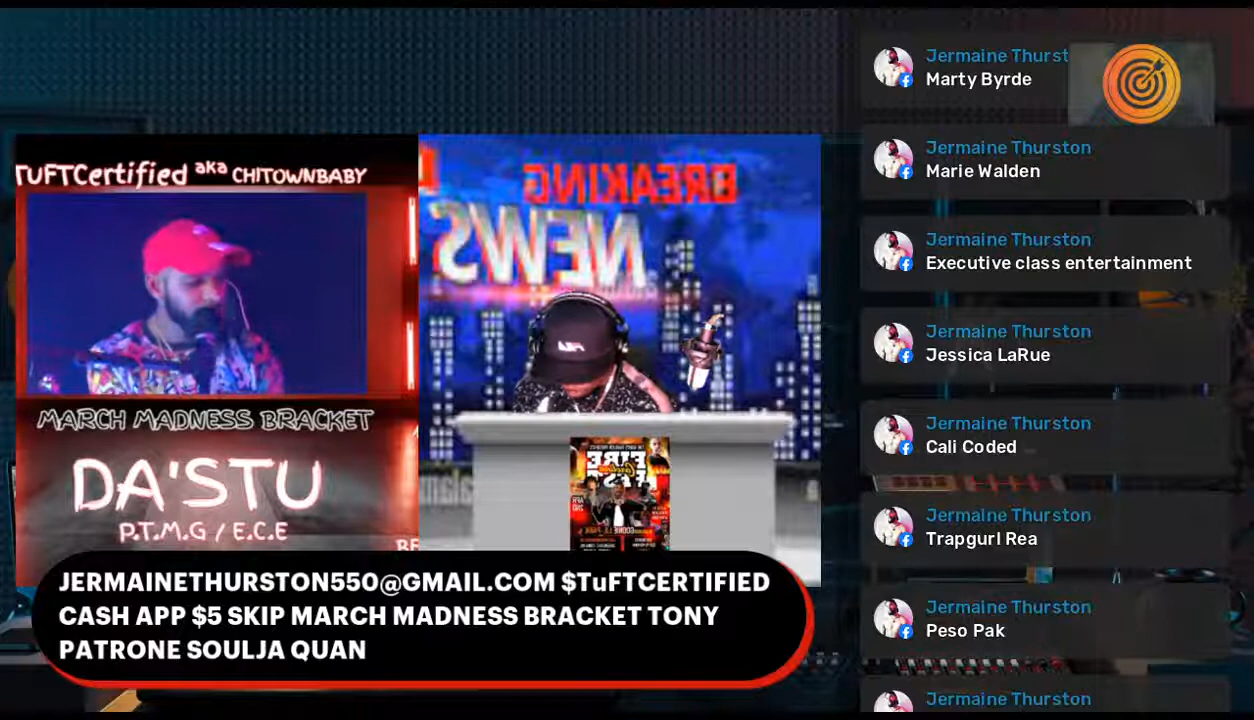 TuFTCertified aka CHITOWNBABY
MARCH MADNESS BRACKET
DA'STU
P.T.M.G / E.C.E
BREAKING
NEWS
FIRE
JERMAINETHURSTON550@GMAIL.COM $TuFTCERTIFIED
CASH APP $5 SKIP MARCH MADNESS BRACKET TONY
PATRONE SOULJA QUAN
Jermaine Thurst
Marty Byrde
Jermaine Thurston
Marie Walden
Jermaine Thurston
Executive class entertainment
Jermaine Thurston
Jessica LaRue
Jermaine Thurston
Cali Coded
Jermaine Thurston
Trapgurl Rea
Jermaine Thurston
Peso Pak
Jermaine Thurston